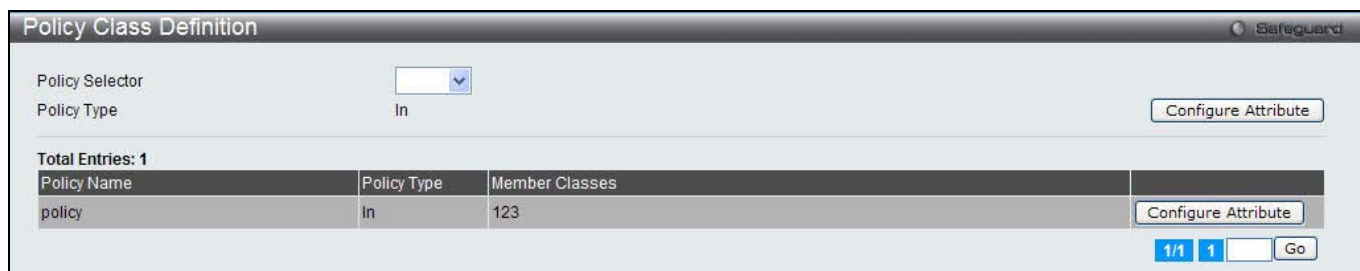 Policy Class Definition
Safeguard
Policy Selector
Policy Type In Configure Attribute
Total Entries: 1
Policy Name Policy Type Member Classes
policy In 123 Configure Attribute
1/1 1 Go